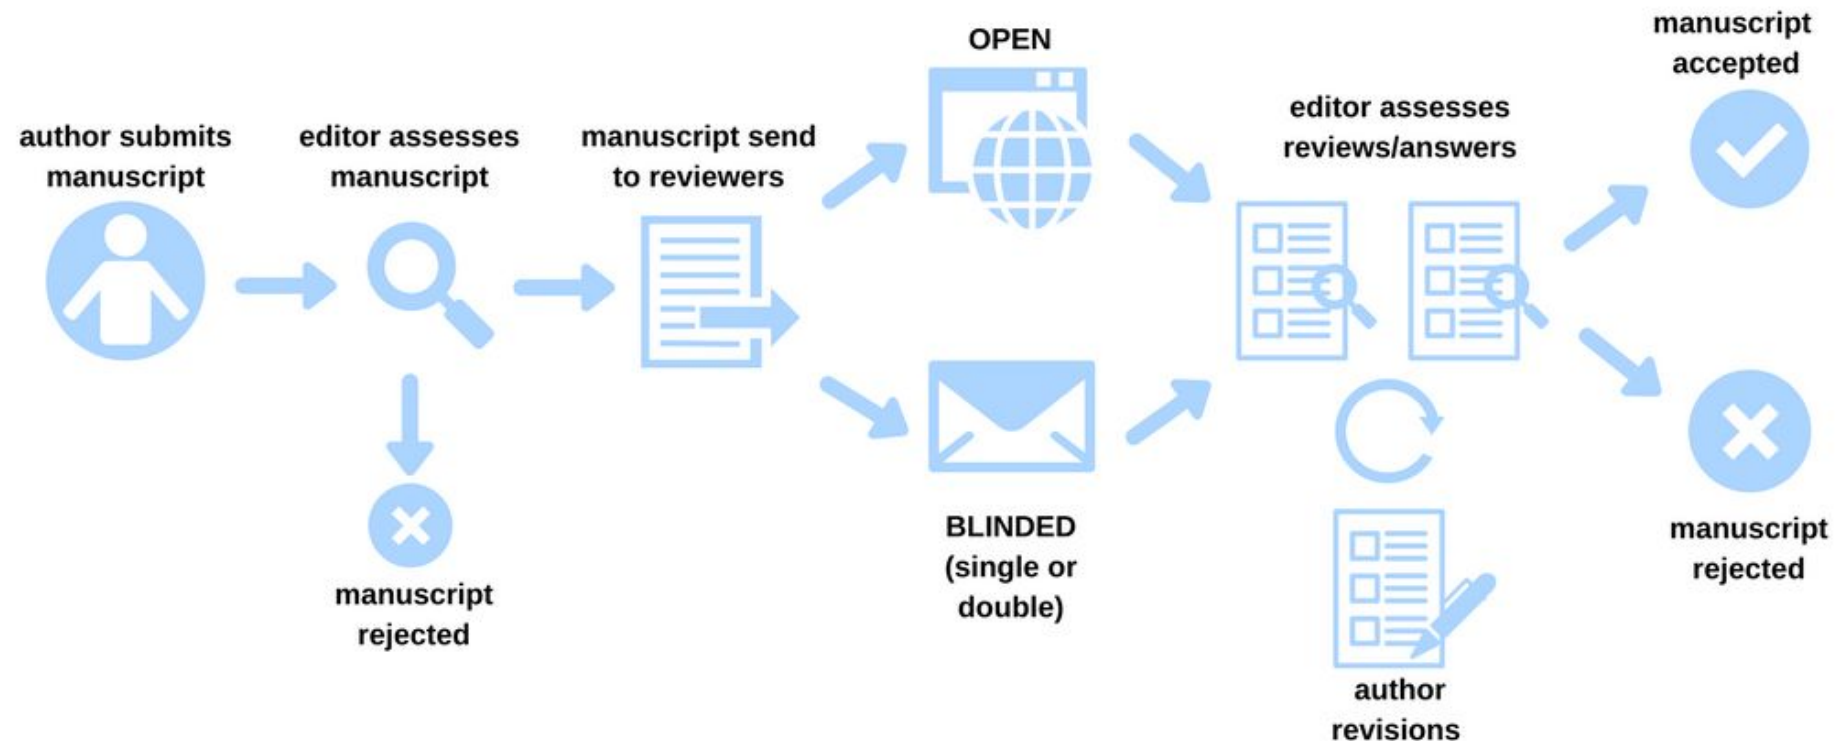 author submits
manuscript
editor assesses
manuscript
manuscript
rejected
manuscript send
to reviewers
OPEN
BLINDED
(single or
double)
editor assesses
reviews/answers
author
revisions
manuscript
accepted
manuscript
rejected